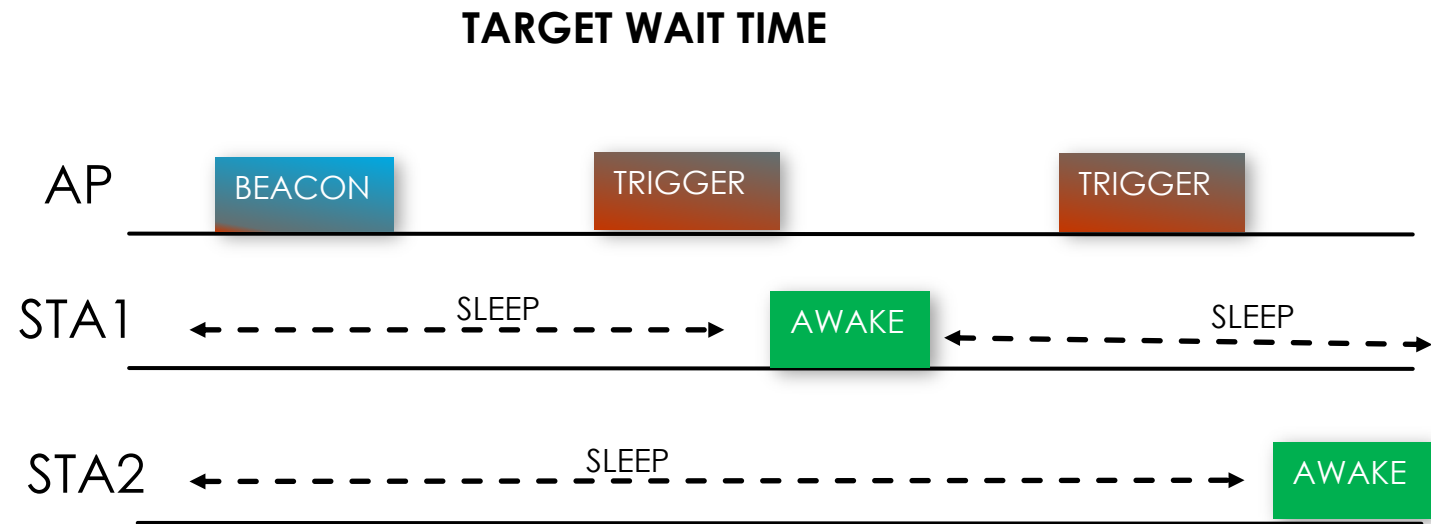 TARGET WAIT TIME
AP
BEACON
TRIGGER
TRIGGER
STA1
SLEEP
AWAKE
SLEEP
STA2
SLEEP
AWAKE